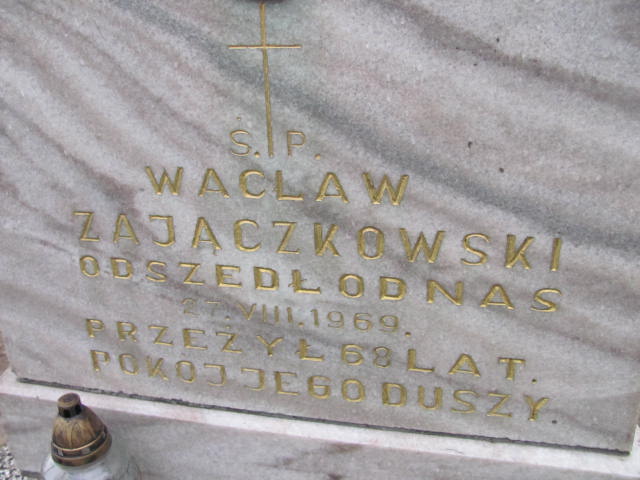 Ś. P.
WACŁAW
ZAJĄCZKOWSKI
ODSZEDŁ OD NAS
27.VIII.1969.
PRZEŻYŁ 68 LAT.
POKÓJ JEGO DUSZY